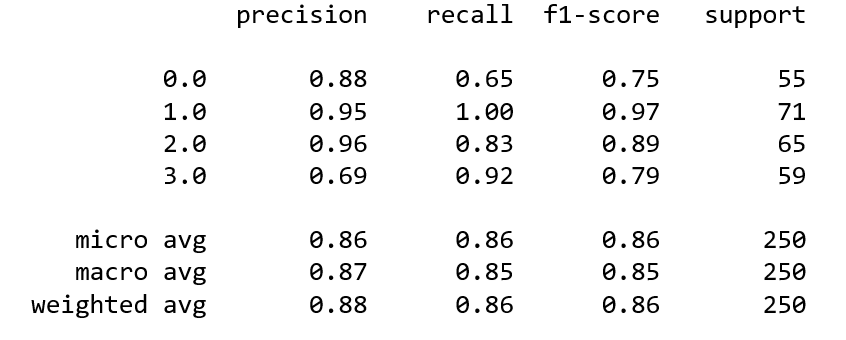 precision recall f1-score support
0.0 0.88 0.65 0.75 55
1.0 0.95 1.00 0.97 71
2.0 0.96 0.83 0.89 65
3.0 0.69 0.92 0.79 59
micro avg 0.86 0.86 0.86 250
macro avg 0.87 0.85 0.85 250
weighted avg 0.88 0.86 0.86 250